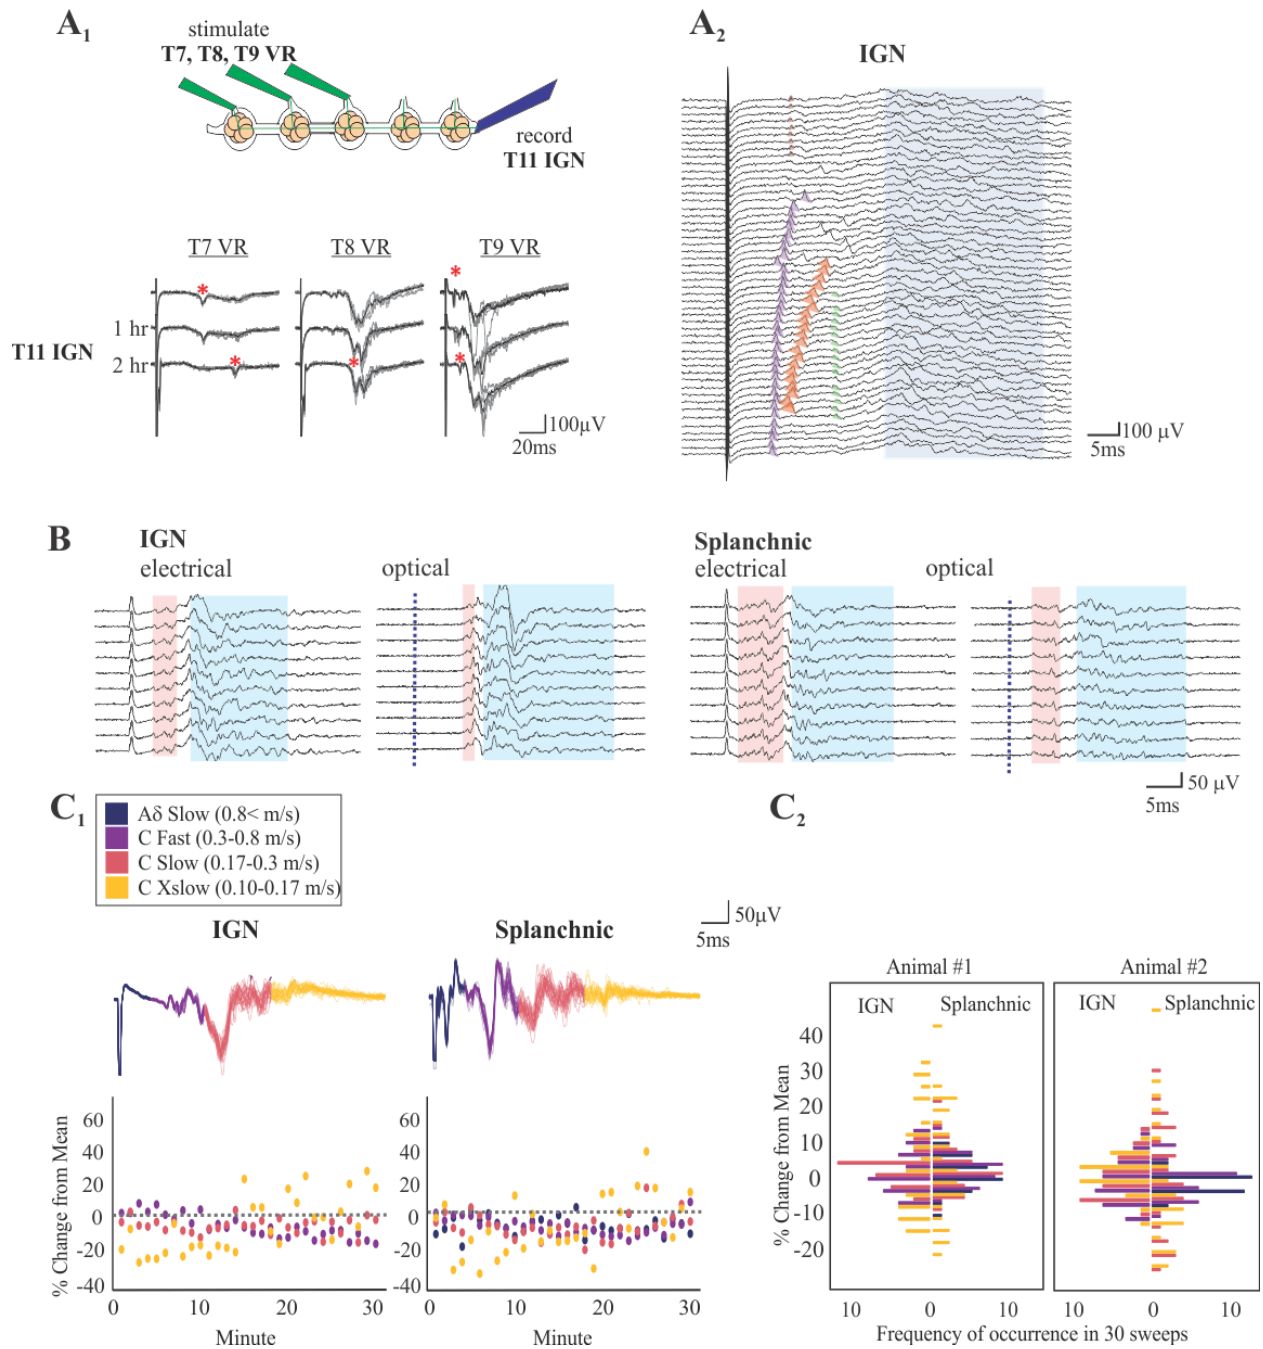 A1
stimulate
T7, T8, T9 VR
record
T11 IGN
T7 VR
T8 VR
T9 VR
*
*
*
1 hr
T11 IGN
2 hr
*
*
100μV
20ms
A2
IGN
100 μV
5ms
B
IGN
electrical
optical
Splanchnic
electrical
optical
50 μV
5ms
C1
Aδ Slow (0.8< m/s)
C Fast (0.3-0.8 m/s)
C Slow (0.17-0.3 m/s)
C Xslow (0.10-0.17 m/s)
IGN
Splanchnic
50μV
5ms
% Change from Mean
60
40
20
0
-20
-40
0
10
20
30
Minute
60
40
20
0
-20
-40
0
10
20
30
Minute
C2
Animal #1
Animal #2
IGN
Splanchnic
IGN
Splanchnic
% Change from Mean
40
30
20
10
0
-10
-20
10
0
10
10
0
10
Frequency of occurrence in 30 sweeps